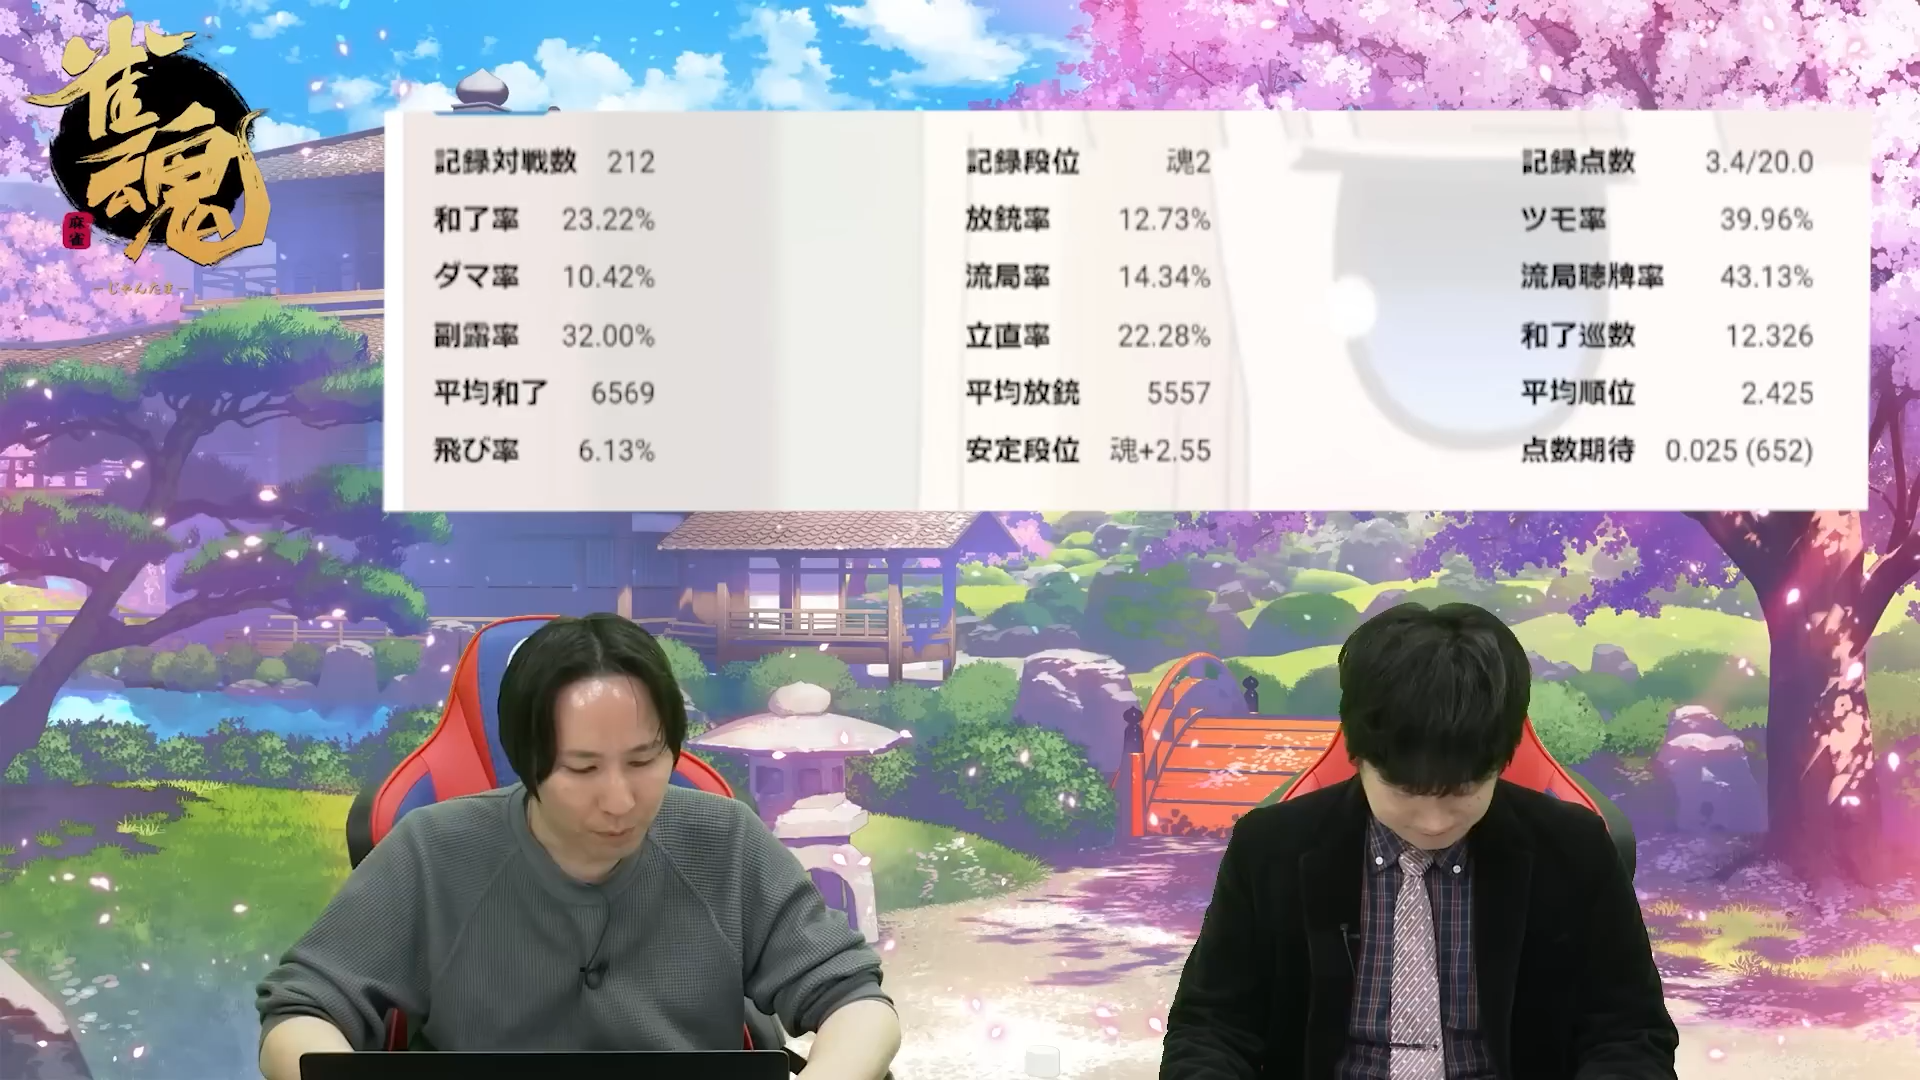 雀魂
麻雀
―じゃんたま―
記録対戦数 212 記録段位 魂2 記録点数 3.4/20.0
和了率 23.22% 放銃率 12.73% ツモ率 39.96%
ダマ率 10.42% 流局率 14.34% 流局聴牌率 43.13%
副露率 32.00% 立直率 22.28% 和了巡数 12.326
平均和了 6569 平均放銃 5557 平均順位 2.425
飛び率 6.13% 安定段位 魂+2.55 点数期待 0.025 (652)